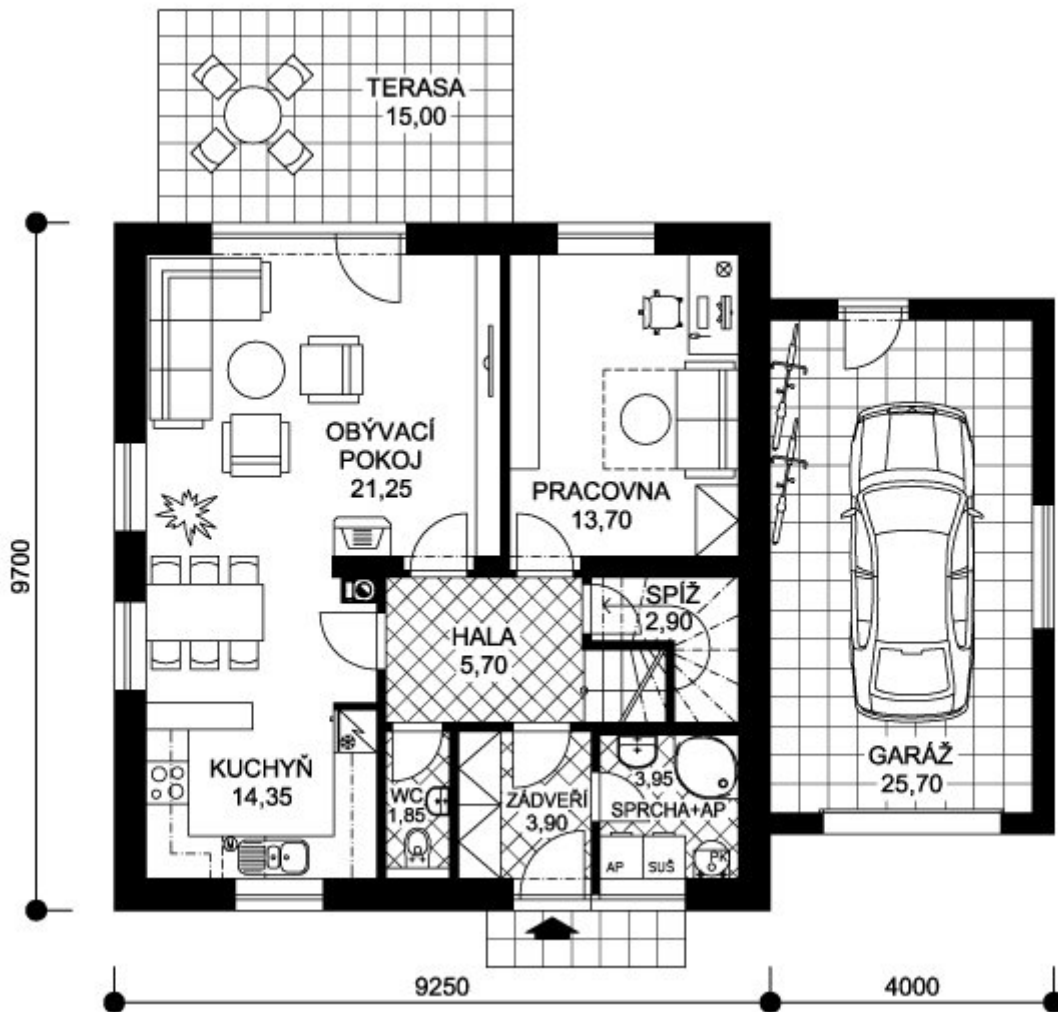 TERASA
15,00
OBÝVACÍ
POKOJ
21,25
PRACOVNA
13,70
SPÍŽ
2,90
HALA
5,70
9700
KUCHYŇ
14,35
WC
1,85
ZÁDVEŘÍ
3,90
3,95
SPRCHA+AP
AP
SUŠ
PK
GARÁŽ
25,70
9250
4000